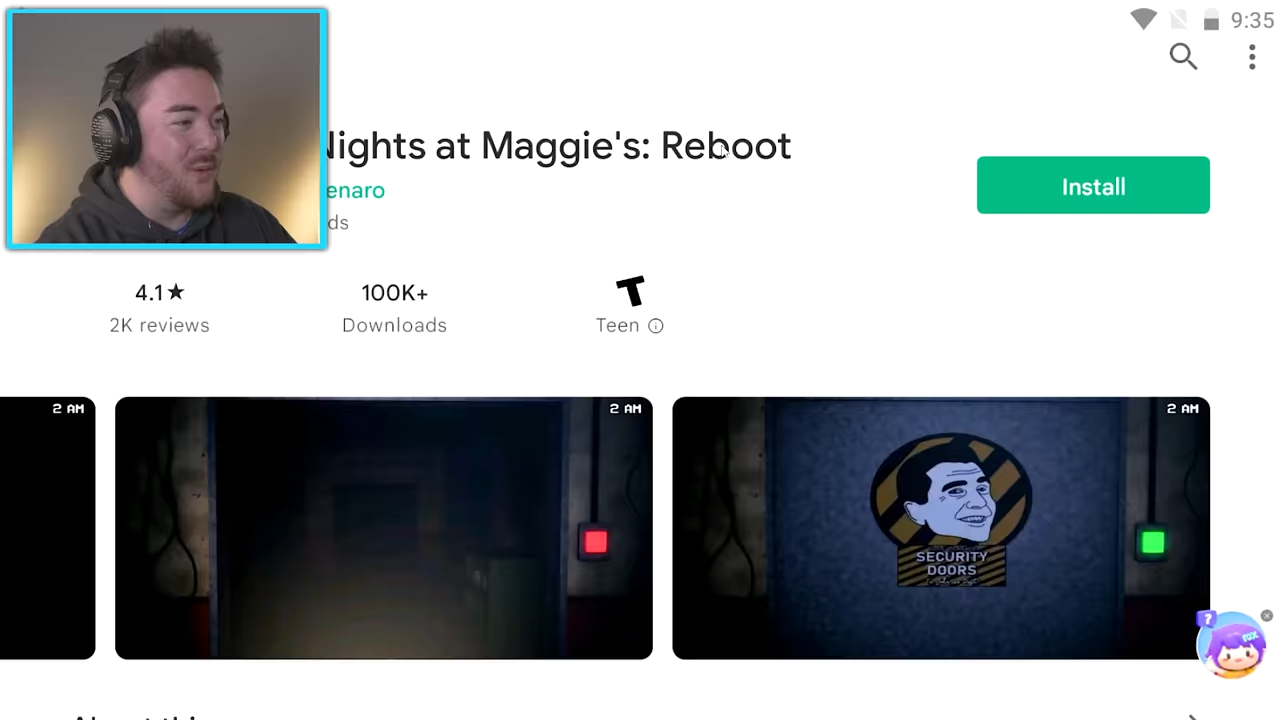 9:35
Nights at Maggie's: Reboot
enaro
Install
ds
4.1★
100K+
T
2K reviews
Downloads
Teen
2 AM
2 AM
2 AM
SECURITY
DOORS